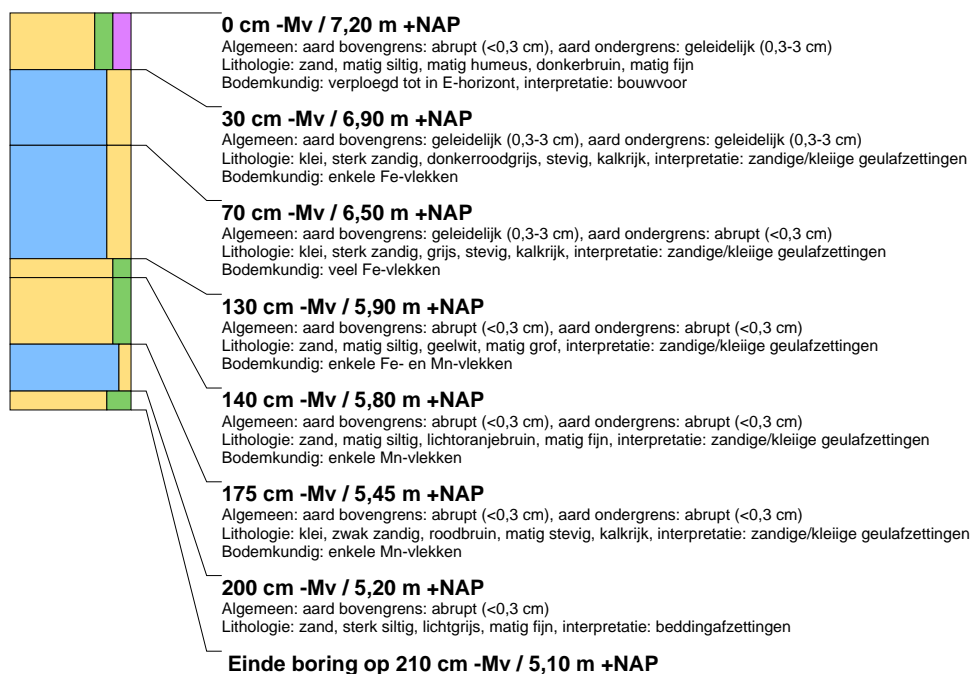 0 cm -Mv / 7,20 m +NAP
Algemeen: aard bovengrens: abrupt (<0,3 cm), aard ondergrens: geleidelijk (0,3-3 cm)
Lithologie: zand, matig siltig, matig humeus, donkerbruin, matig fijn
Bodemkundig: verploegd tot in E-horizont, interpretatie: bouwvoor
30 cm -Mv / 6,90 m +NAP
Algemeen: aard bovengrens: geleidelijk (0,3-3 cm), aard ondergrens: geleidelijk (0,3-3 cm)
Lithologie: klei, sterk zandig, donkerroodgrijs, stevig, kalkrijk, interpretatie: zandige/kleiige geulafzettingen
Bodemkundig: enkele Fe-vlekken
70 cm -Mv / 6,50 m +NAP
Algemeen: aard bovengrens: geleidelijk (0,3-3 cm), aard ondergrens: abrupt (<0,3 cm)
Lithologie: klei, sterk zandig, grijs, stevig, kalkrijk, interpretatie: zandige/kleiige geulafzettingen
Bodemkundig: veel Fe-vlekken
130 cm -Mv / 5,90 m +NAP
Algemeen: aard bovengrens: abrupt (<0,3 cm), aard ondergrens: abrupt (<0,3 cm)
Lithologie: zand, matig siltig, geelwit, matig grof, interpretatie: zandige/kleiige geulafzettingen
Bodemkundig: enkele Fe- en Mn-vlekken
140 cm -Mv / 5,80 m +NAP
Algemeen: aard bovengrens: abrupt (<0,3 cm), aard ondergrens: abrupt (<0,3 cm)
Lithologie: zand, matig siltig, lichtoranjebruin, matig fijn, interpretatie: zandige/kleiige geulafzettingen
Bodemkundig: enkele Mn-vlekken
175 cm -Mv / 5,45 m +NAP
Algemeen: aard bovengrens: abrupt (<0,3 cm), aard ondergrens: abrupt (<0,3 cm)
Lithologie: klei, zwak zandig, roodbruin, matig stevig, kalkrijk, interpretatie: zandige/kleiige geulafzettingen
Bodemkundig: enkele Mn-vlekken
200 cm -Mv / 5,20 m +NAP
Algemeen: aard bovengrens: abrupt (<0,3 cm)
Lithologie: zand, sterk siltig, lichtgrijs, matig fijn, interpretatie: beddingafzettingen
Einde boring op 210 cm -Mv / 5,10 m +NAP